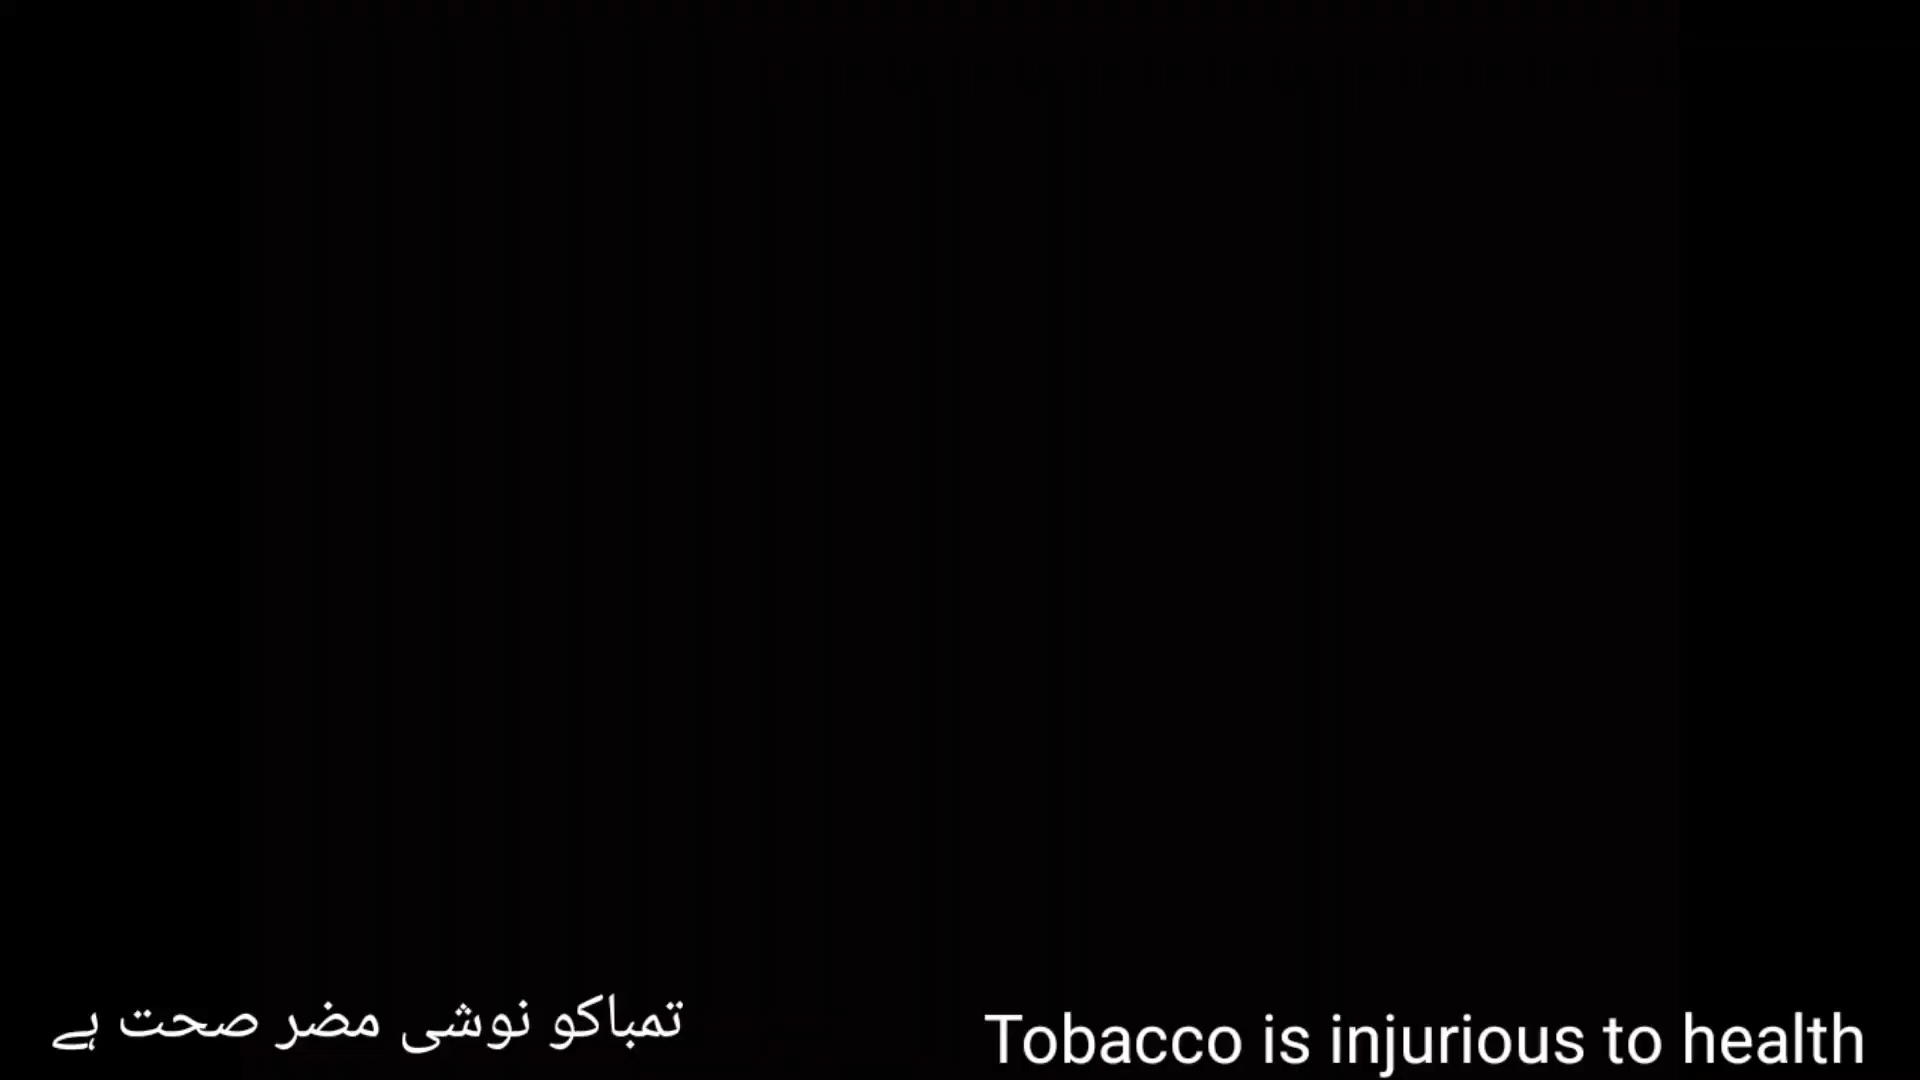 تمباکو نوشی مضر صحت ہے
Tobacco is injurious to health